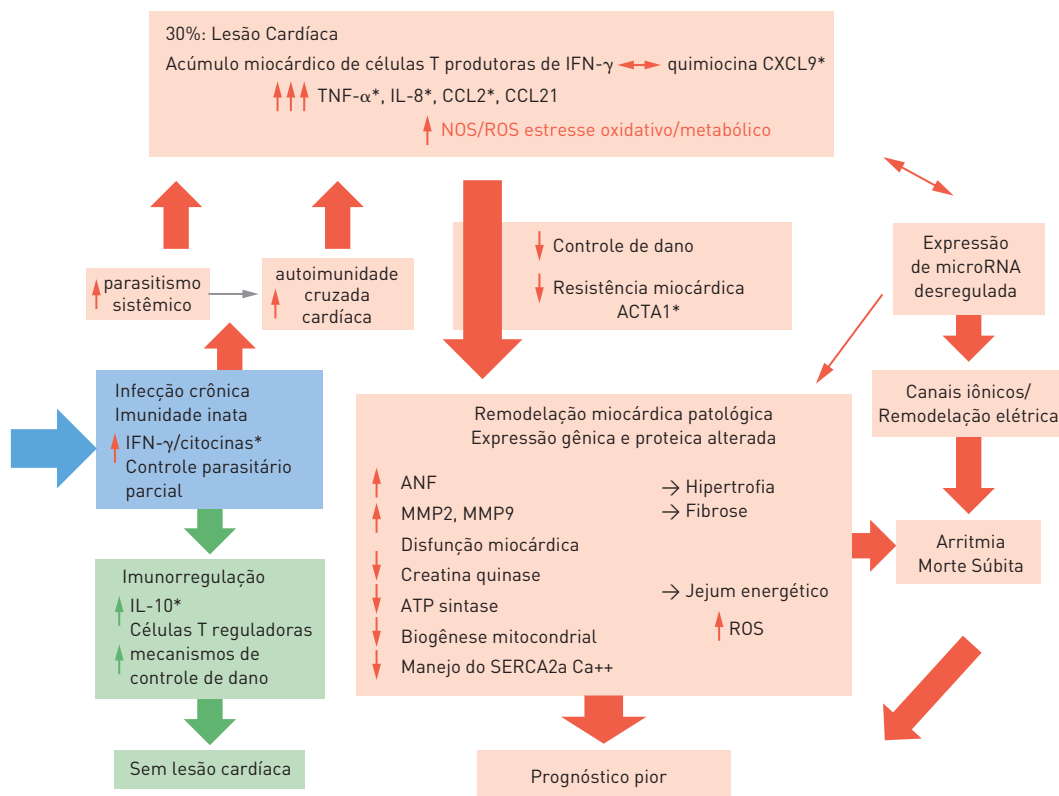 30%: Lesão Cardíaca
Acúmulo miocárdico de células T produtoras de IFN-γ ↔ quimiocina CXCL9*
↑↑↑ TNF-α*, IL-8*, CCL2*, CCL21
↑ NOS/ROS estresse oxidativo/metabólico
↑ parasitismo
sistêmico
autoimunidade
↑ cruzada
cardíaca
↓ Controle de dano
↓ Resistência miocárdica
ACTA1*
Expressão
de microRNA
desregulada
Infecção crônica
Imunidade inata
↑ IFN-γ/citocinas*
Controle parasitário
parcial
Canais iônicos/
Remodelação elétrica
Remodelação miocárdica patológica
Expressão gênica e proteica alterada
↑ ANF
→ Hipertrofia
↑ MMP2, MMP9
→ Fibrose
Disfunção miocárdica
↓ Creatina quinase
↓ ATP sintase
→ Jejum energético
↓ Biogênese mitocondrial
↑ ROS
↓ Manejo do SERCA2a Ca++
Arritmia
Morte Súbita
Imunorregulação
↑ IL-10*
Células T reguladoras
↑ mecanismos de
controle de dano
Sem lesão cardíaca
Prognóstico pior